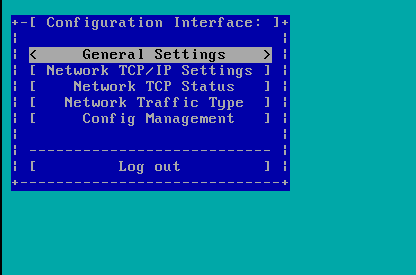 [ Configuration Interface: ]
< General Settings >
[ Network TCP/IP Settings ]
[ Network TCP Status ]
[ Network Traffic Type ]
[ Config Management ]
[ Log out ]